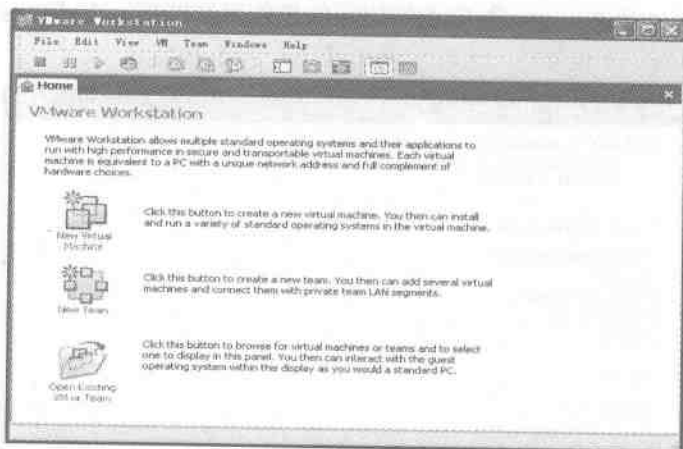 VMware Workstation
File Edit View VM Team Windows Help
Home
VMware Workstation
VMware Workstation allows multiple standard operating systems and their applications to
run with high performance in secure and transportable virtual machines. Each virtual
machine is equivalent to a PC with a unique network address and full complement of
hardware choices.
New Virtual
Machine
Click this button to create a new virtual machine. You then can install
and run a variety of standard operating systems in the virtual machine.
New Team
Click this button to create a new team. You then can add several virtual
machines and connect them with private team LAN segments.
Open Existing
VM or Team
Click this button to browse for virtual machines or teams and to select
one to display in this panel. You then can interact with the guest
operating system within this display as you would a standard PC.